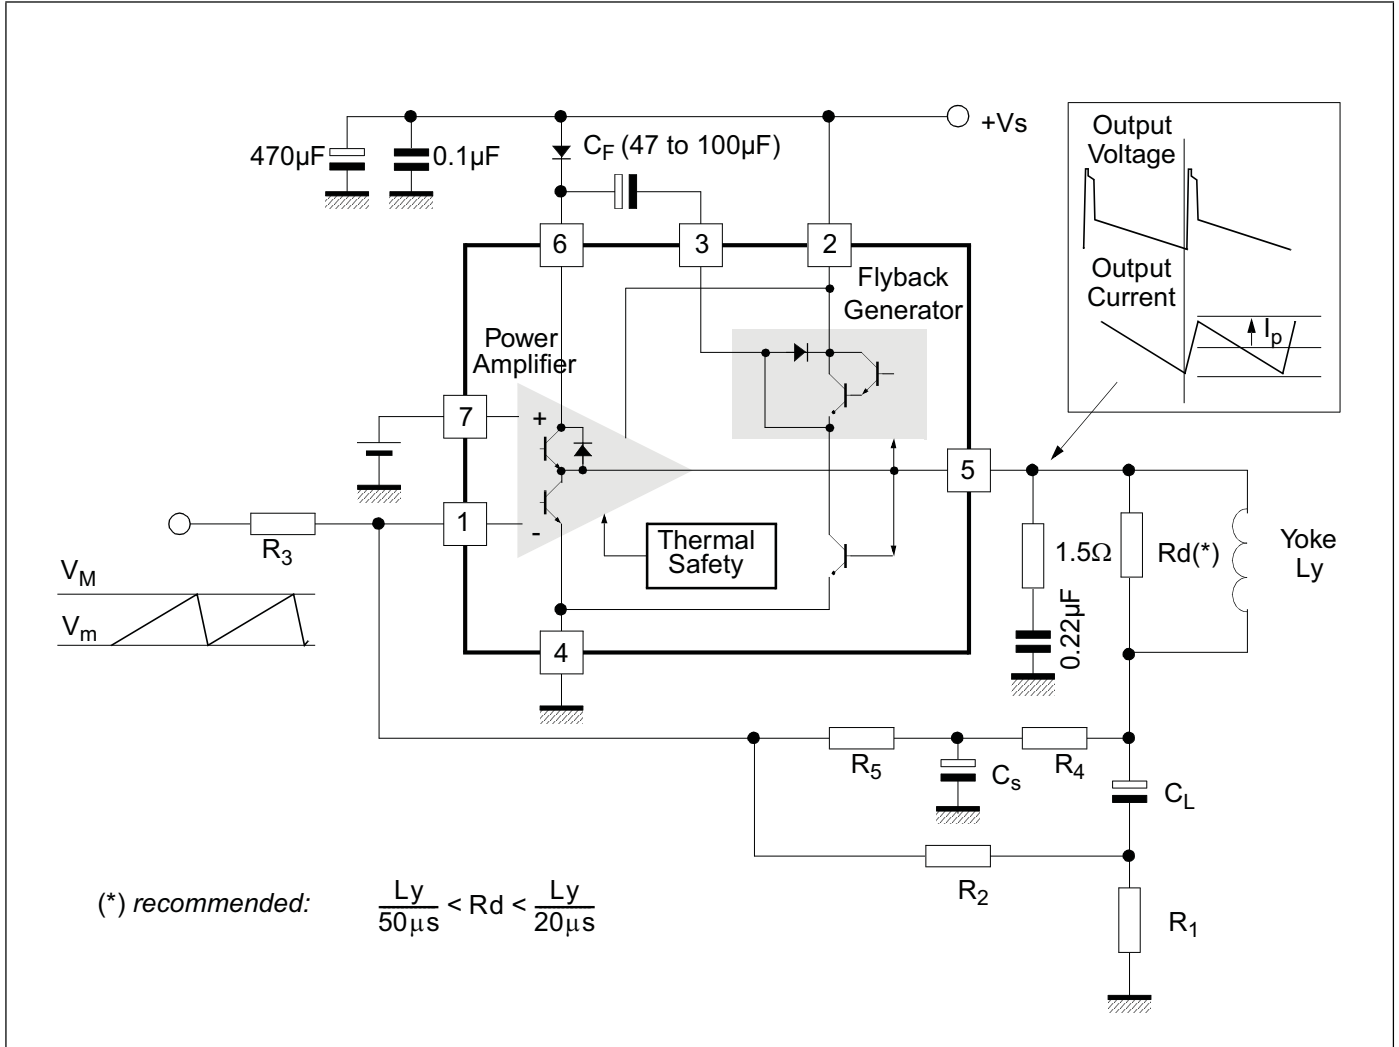 +Vs
470µF
0.1µF
C_F (47 to 100µF)
Output
Voltage
6
3
2
Flyback
Generator
Output
Current
I_p
Power
Amplifier
7
+
5
1
-
R_3
Thermal
Safety
1.5Ω
Rd(*)
Yoke
Ly
V_M
V_m
0.22µF
4
R_5
C_s
R_4
C_L
R_2
R_1
(*) recommended: Ly/50µs < Rd < Ly/20µs